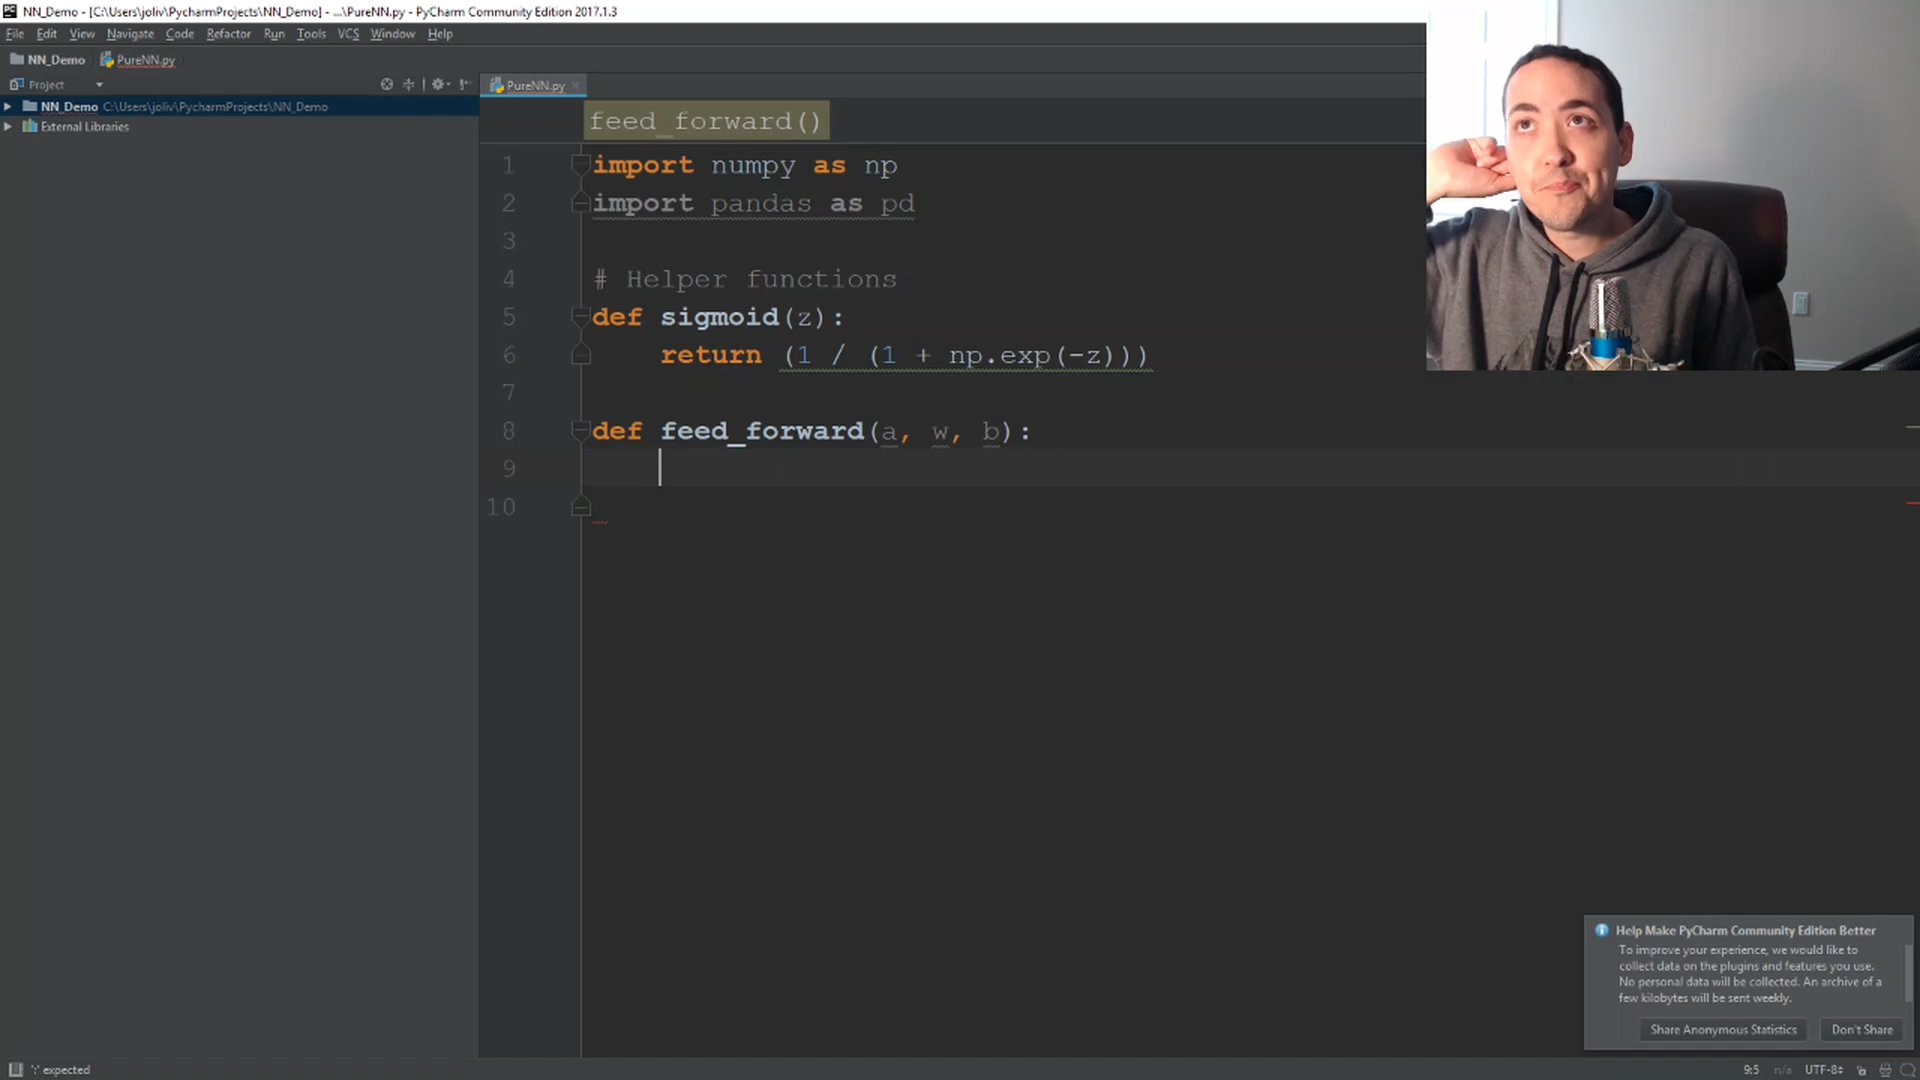 NN_Demo - [C:\Users\joliv\PycharmProjects\NN_Demo] - ...\PureNN.py - PyCharm Community Edition 2017.1.3
File Edit View Navigate Code Refactor Run Tools VCS Window Help
NN_Demo PureNN.py
Project
PureNN.py
NN_Demo C:\Users\joliv\PycharmProjects\NN_Demo
External Libraries
feed_forward()
1 import numpy as np
2 import pandas as pd
3
4 # Helper functions
5 def sigmoid(z):
6 return (1 / (1 + np.exp(-z)))
7
8 def feed_forward(a, w, b):
9
10
Help Make PyCharm Community Edition Better
To improve your experience, we would like to
collect data on the plugins and features you use.
No personal data will be collected. An archive of a
few kilobytes will be sent weekly.
Share Anonymous Statistics Don't Share
':' expected
9:5 n/a UTF-8